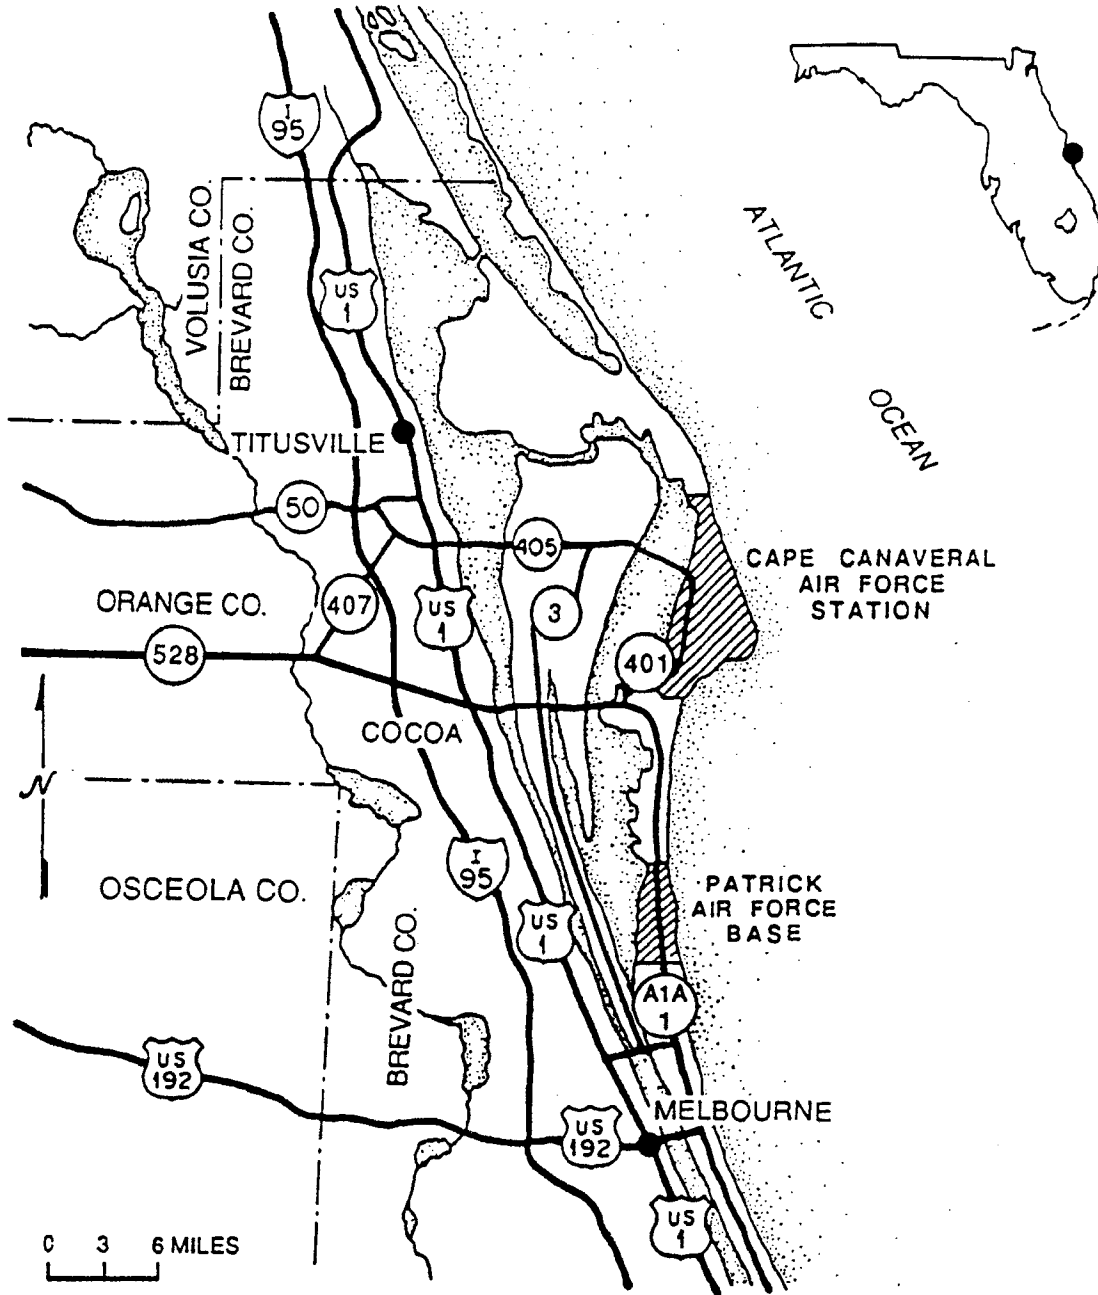 I
95
VOLUSIA CO.
BREVARD CO.
US
1
ATLANTIC
OCEAN
TITUSVILLE
50
405
CAPE CANAVERAL
AIR FORCE
STATION
ORANGE CO.
407
US
1
3
528
401
COCOA
N
I
95
OSCEOLA CO.
PATRICK
AIR FORCE
BASE
US
1
BREVARD CO.
A1A
1
US
192
MELBOURNE
US
192
US
1
0 3 6 MILES